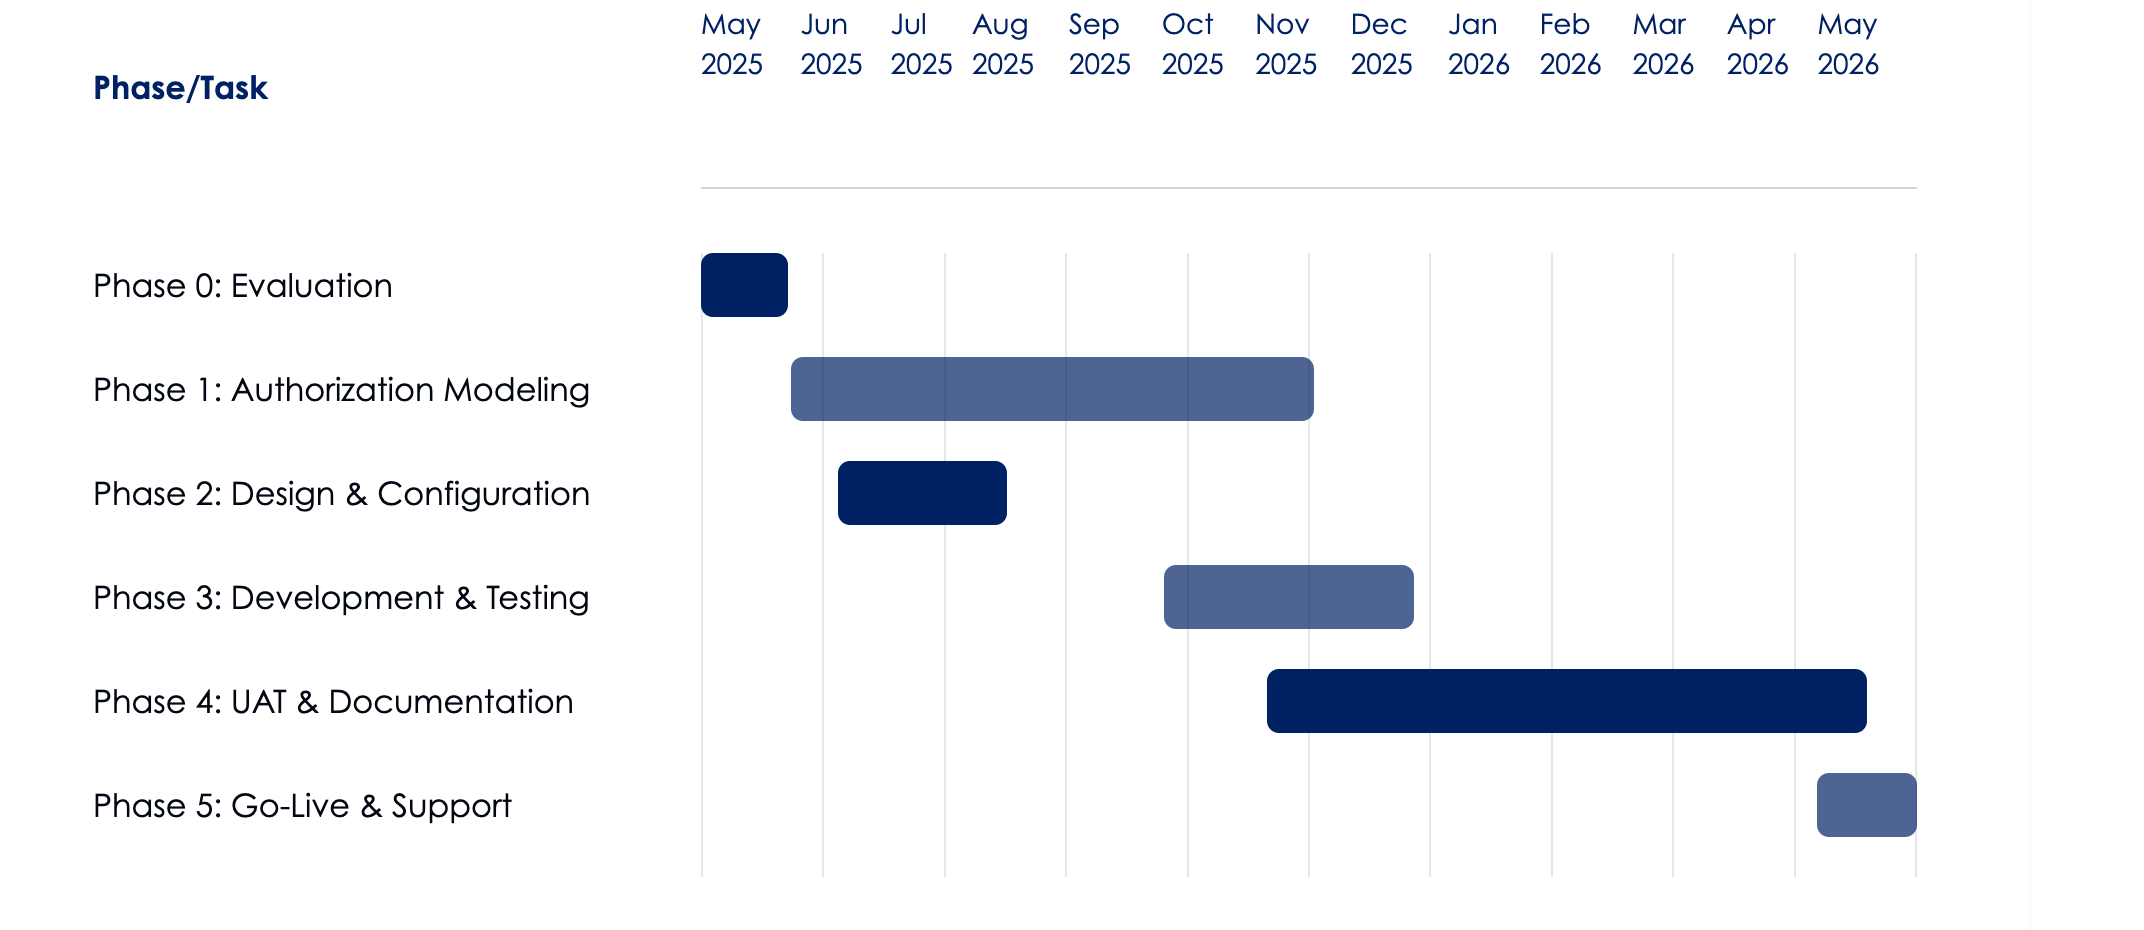 May Jun Jul Aug Sep Oct Nov Dec Jan Feb Mar Apr May
2025 2025 2025 2025 2025 2025 2025 2025 2026 2026 2026 2026 2026
Phase/Task
Phase 0: Evaluation
Phase 1: Authorization Modeling
Phase 2: Design & Configuration
Phase 3: Development & Testing
Phase 4: UAT & Documentation
Phase 5: Go-Live & Support